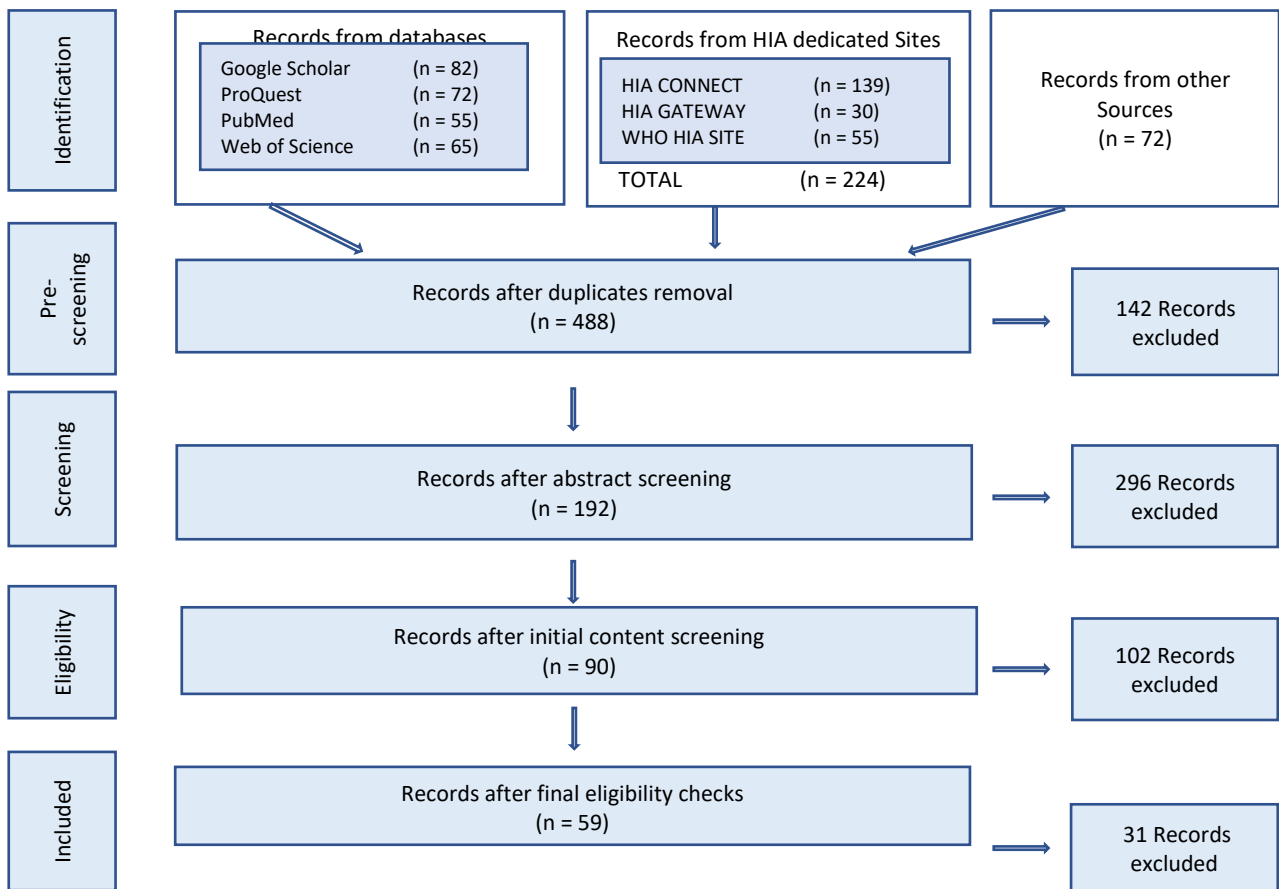 Identification
Records from databases
Google Scholar (n = 82)
ProQuest (n = 72)
PubMed (n = 55)
Web of Science (n = 65)
Records from HIA dedicated Sites
HIA CONNECT (n = 139)
HIA GATEWAY (n = 30)
WHO HIA SITE (n = 55)
TOTAL (n = 224)
Records from other
Sources
(n = 72)
Pre-
screening
Records after duplicates removal
(n = 488)
142 Records
excluded
Screening
Records after abstract screening
(n = 192)
296 Records
excluded
Eligibility
Records after initial content screening
(n = 90)
102 Records
excluded
Included
Records after final eligibility checks
(n = 59)
31 Records
excluded